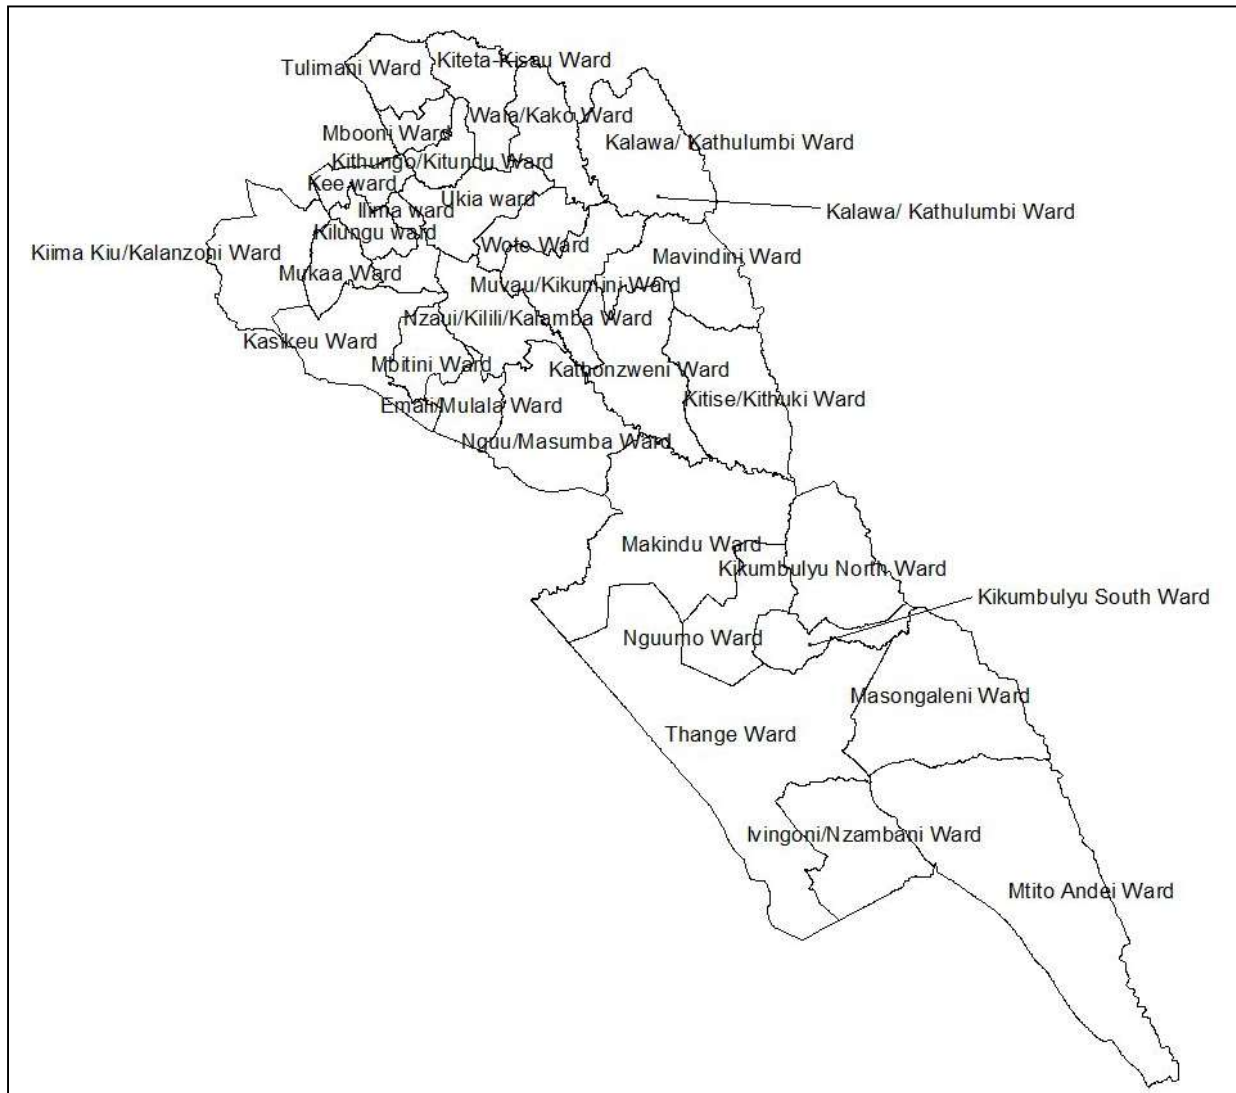 Tulimani Ward
Kiteta-Kisau Ward
Waia/Kako Ward
Mbooni Ward
Kalawa/ Kathulumbi Ward
Kithungo/Kitundu Ward
Kee ward
Ukia ward
Ilima ward
Kalawa/ Kathulumbi Ward
Kilungu ward
Kiima Kiu/Kalanzoni Ward
Wote Ward
Mavindini Ward
Mukaa Ward
Muvau/Kikumini Ward
Nzaui/Kilili/Kalamba Ward
Kasikeu Ward
Mbitini Ward
Kathonzweni Ward
Kitise/Kithuki Ward
Emali/Mulala Ward
Nguu/Masumba Ward
Makindu Ward
Kikumbulyu North Ward
Kikumbulyu South Ward
Nguumo Ward
Masongaleni Ward
Thange Ward
Ivingoni/Nzambani Ward
Mtito Andei Ward